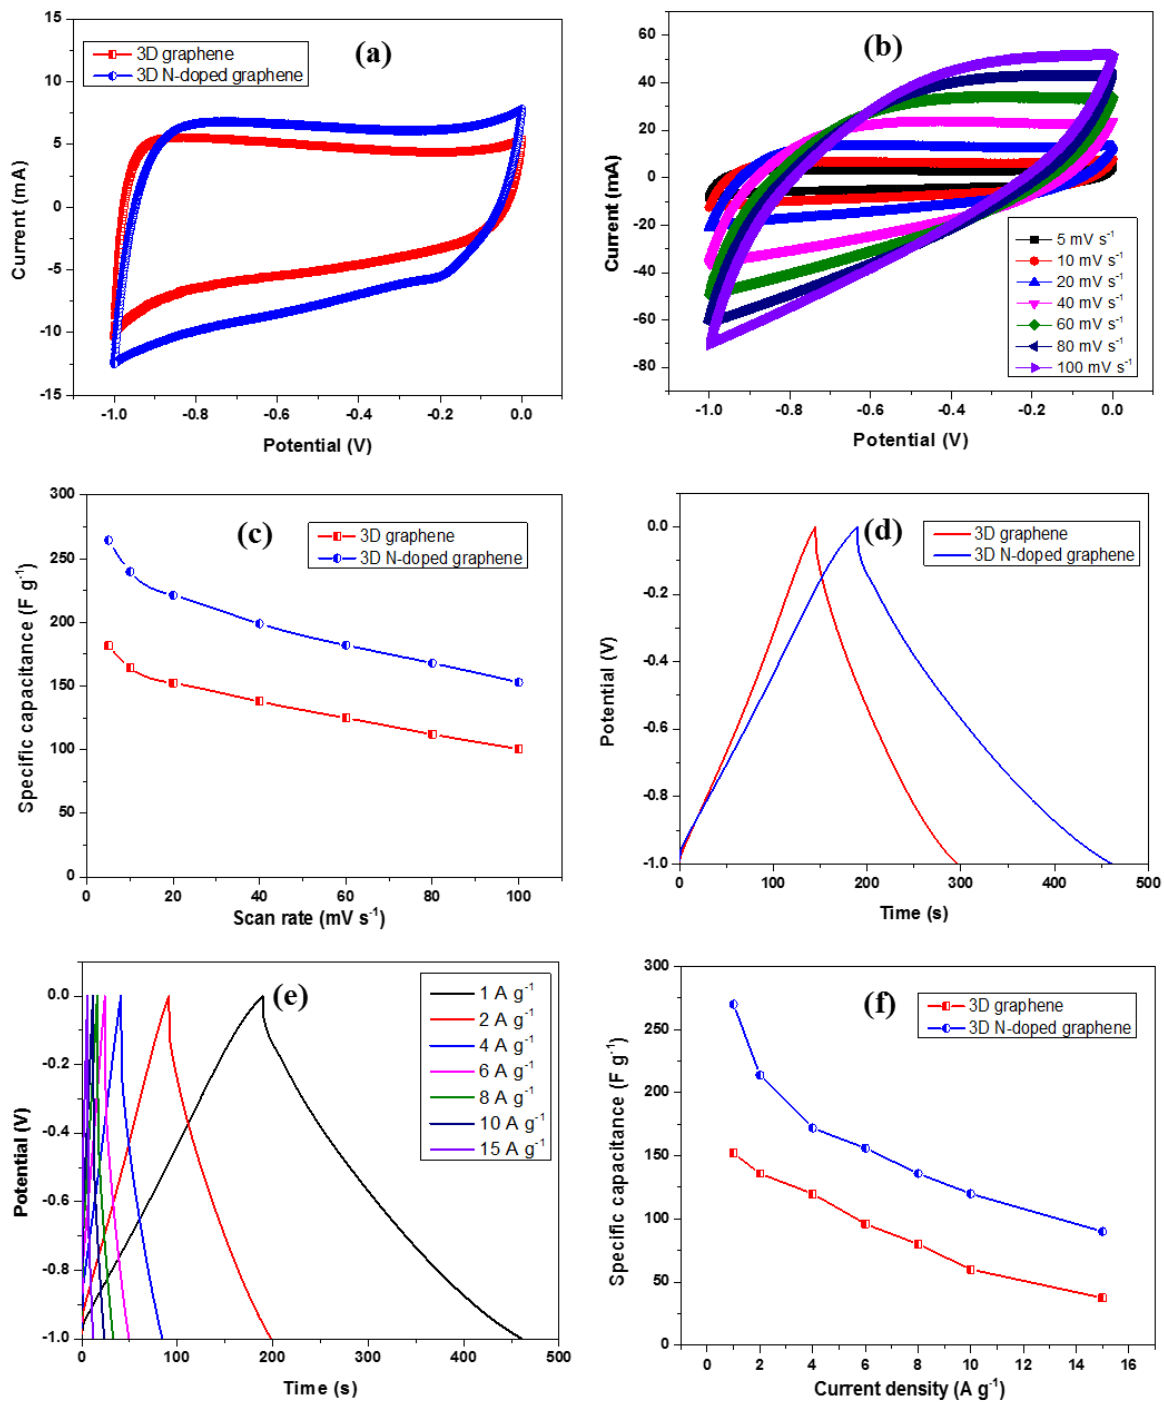 (a)
3D graphene
3D N-doped graphene
Current (mA)
15
10
5
0
-5
-10
-15
-1.0 -0.8 -0.6 -0.4 -0.2 0.0
Potential (V)
(b)
Current (mA)
60
40
20
0
-20
-40
-60
-80
5 mV s⁻¹
10 mV s⁻¹
20 mV s⁻¹
40 mV s⁻¹
60 mV s⁻¹
80 mV s⁻¹
100 mV s⁻¹
-1.0 -0.8 -0.6 -0.4 -0.2 0.0
Potential (V)
(c)
3D graphene
3D N-doped graphene
Specific capacitance (F g⁻¹)
300
250
200
150
100
50
0
0 20 40 60 80 100
Scan rate (mV s⁻¹)
(d)
3D graphene
3D N-doped graphene
Potential (V)
0.0
-0.2
-0.4
-0.6
-0.8
-1.0
0 100 200 300 400 500
Time (s)
(e)
1 A g⁻¹
2 A g⁻¹
4 A g⁻¹
6 A g⁻¹
8 A g⁻¹
10 A g⁻¹
15 A g⁻¹
Potential (V)
0.0
-0.2
-0.4
-0.6
-0.8
-1.0
0 100 200 300 400 500
Time (s)
(f)
3D graphene
3D N-doped graphene
Specific capacitance (F g⁻¹)
300
250
200
150
100
50
0
0 2 4 6 8 10 12 14 16
Current density (A g⁻¹)